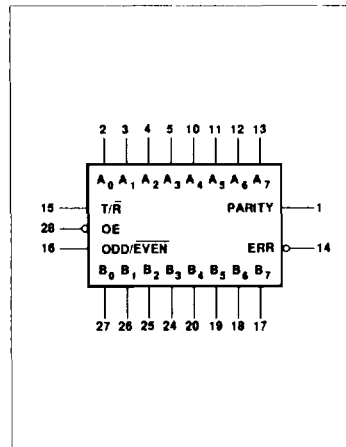 2 3 4 5 10 11 12 13
A0 A1 A2 A3 A4 A5 A6 A7
15 T/R̅ PARITY 1
28 OE
16 ODD/E̅V̅E̅N̅ ERR 14
B0 B1 B2 B3 B4 B5 B6 B7
27 26 25 24 20 19 18 17